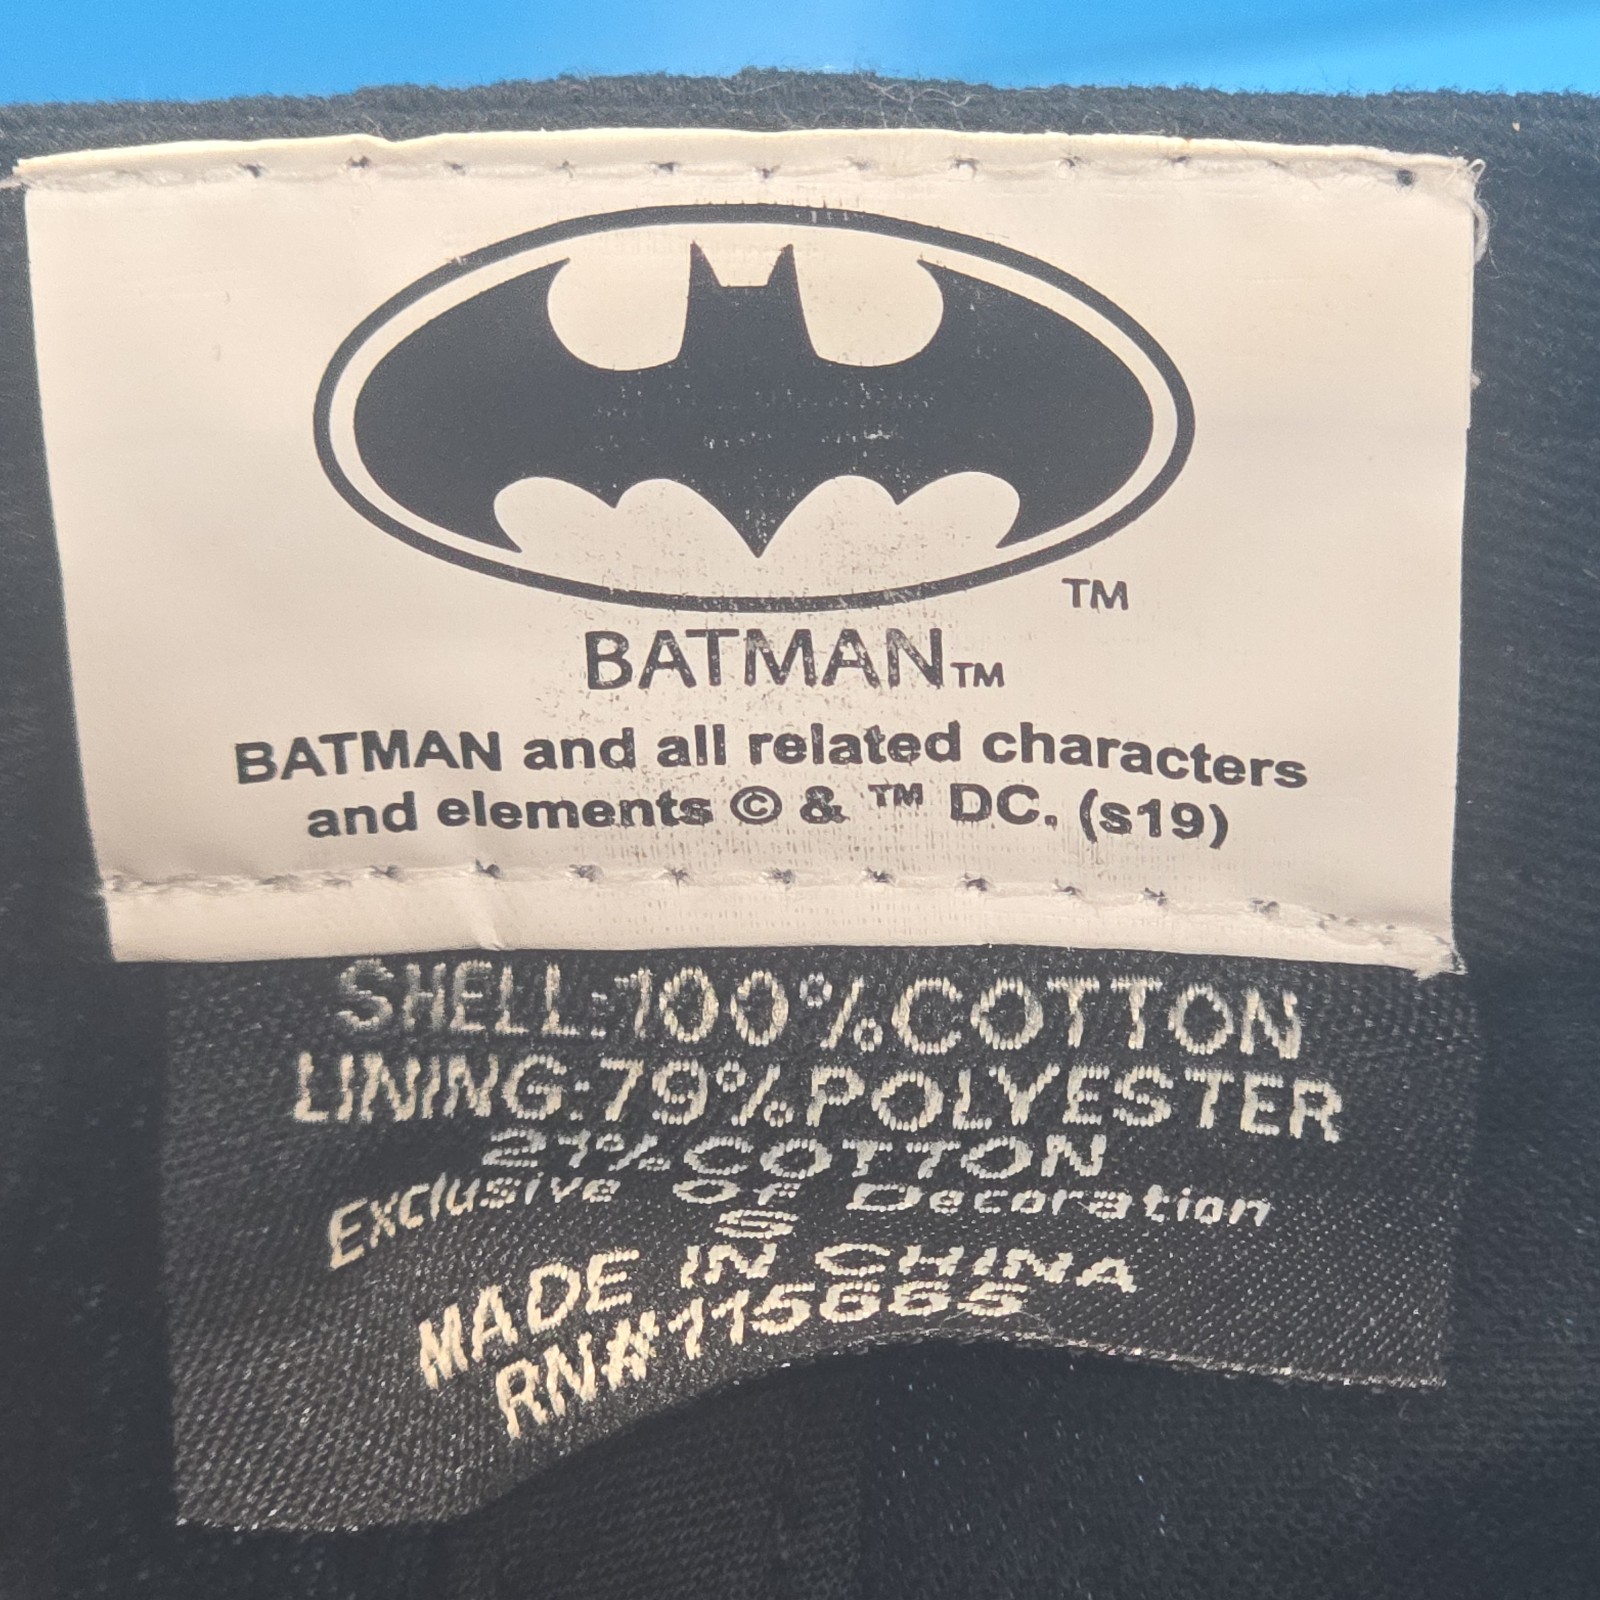 TM
BATMAN™
BATMAN and all related characters
and elements © & ™ DC. (s19)
SHELL:100%COTTON
LINING:79%POLYESTER
21%COTTON
Exclusive OF Decoration
S
MADE IN CHINA
RN#115665